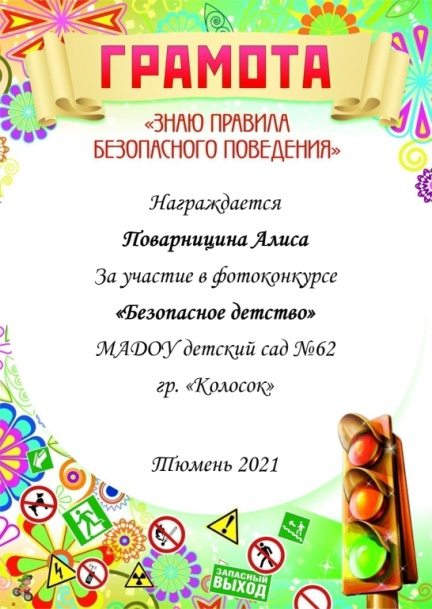 ГРАМОТА
«ЗНАЮ ПРАВИЛА
БЕЗОПАСНОГО ПОВЕДЕНИЯ»
Награждается
Поварницина Алиса
За участие в фотоконкурсе
«Безопасное детство»
МАДОУ детский сад №62
гр. «Колосок»
Тюмень 2021
ЗАПАСНЫЙ
ВЫХОД